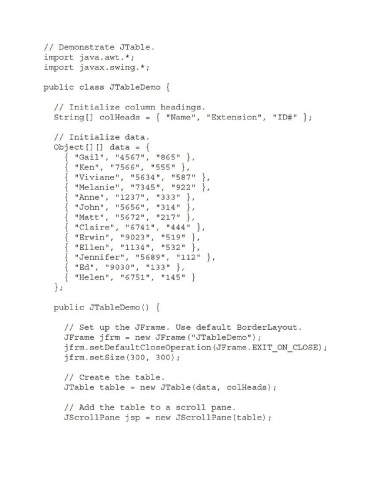 // Demonstrate JTable.
import java.awt.*;
import javax.swing.*;
public class JTableDemo {
// Initialize column headings.
String[] colHeads = { "Name", "Extension", "ID#" };
// Initialize data.
Object[][] data = {
{ "Gail", "4567", "865" },
{ "Ken", "7566", "555" },
{ "Viviane", "5634", "587" },
{ "Melanie", "7345", "922" },
{ "Anne", "1237", "333" },
{ "John", "5656", "314" },
{ "Matt", "5672", "217" },
{ "Claire", "6741", "444" },
{ "Erwin", "9023", "519" },
{ "Ellen", "1134", "532" },
{ "Jennifer", "5689", "112" },
{ "Ed", "9030", "133" },
{ "Helen", "6751", "145" }
};
public JTableDemo() {
// Set up the JFrame. Use default BorderLayout.
JFrame jfrm = new JFrame("JTableDemo");
jfrm.setDefaultCloseOperation(JFrame.EXIT_ON_CLOSE);
jfrm.setSize(300, 300);
// Create the table.
JTable table = new JTable(data, colHeads);
// Add the table to a scroll pane.
JScrollPane jsp = new JScrollPane(table);